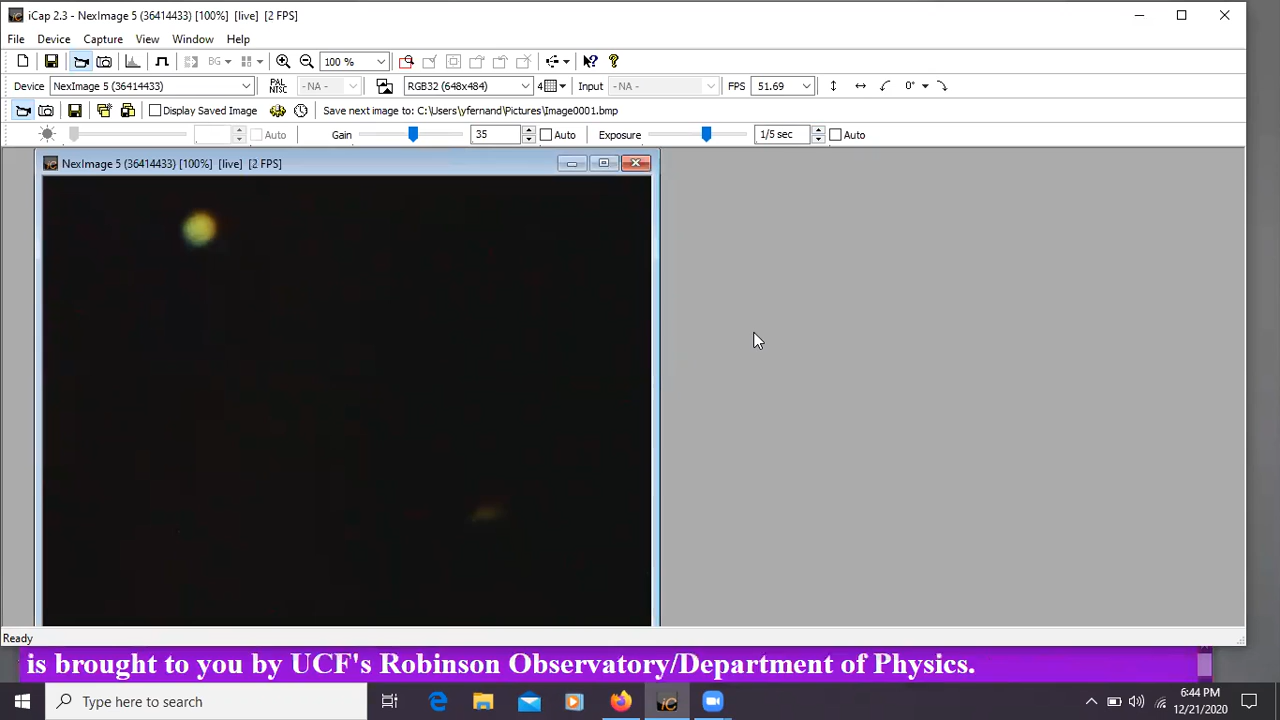 iCap 2.3 - NexImage 5 (36414433) [100%] [live] [2 FPS]
File Device Capture View Window Help
BG 100 %
Device NexImage 5 (36414433) PAL NTSC - NA - RGB32 (648x484) 4 Input - NA - FPS 51.69 0°
Display Saved Image Save next image to: C:\Users\yfernand\Pictures\Image0001.bmp
Auto Gain 35 Auto Exposure 1/5 sec Auto
NexImage 5 (36414433) [100%] [live] [2 FPS]
Ready
is brought to you by UCF's Robinson Observatory/Department of Physics.
Type here to search
iC
6:44 PM
12/21/2020